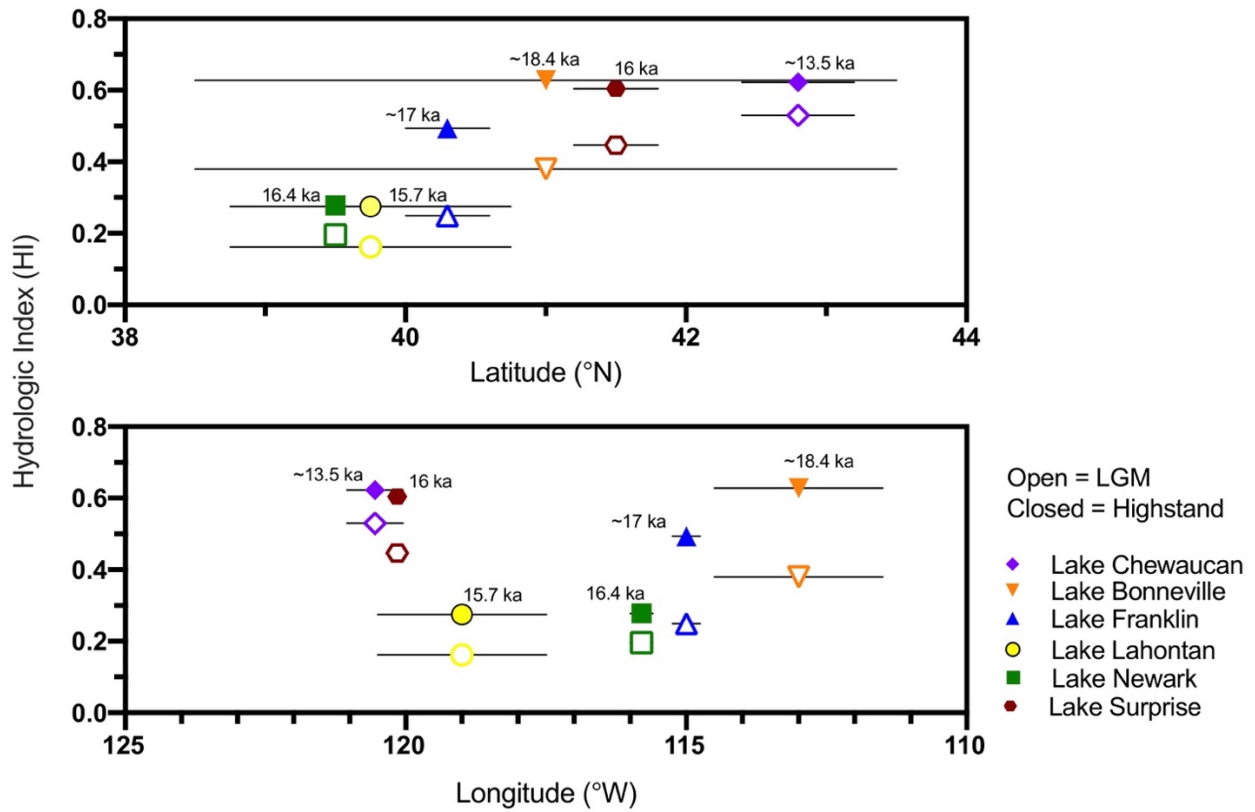 Hydrologic Index (HI)
0.8
0.6
0.4
0.2
0.0
~18.4 ka
16 ka
~13.5 ka
~17 ka
16.4 ka
15.7 ka
38
40
42
44
Latitude (°N)
0.8
0.6
0.4
0.2
0.0
~13.5 ka
16 ka
~18.4 ka
~17 ka
15.7 ka
16.4 ka
125
120
115
110
Longitude (°W)
Open = LGM
Closed = Highstand
Lake Chewaucan
Lake Bonneville
Lake Franklin
Lake Lahontan
Lake Newark
Lake Surprise